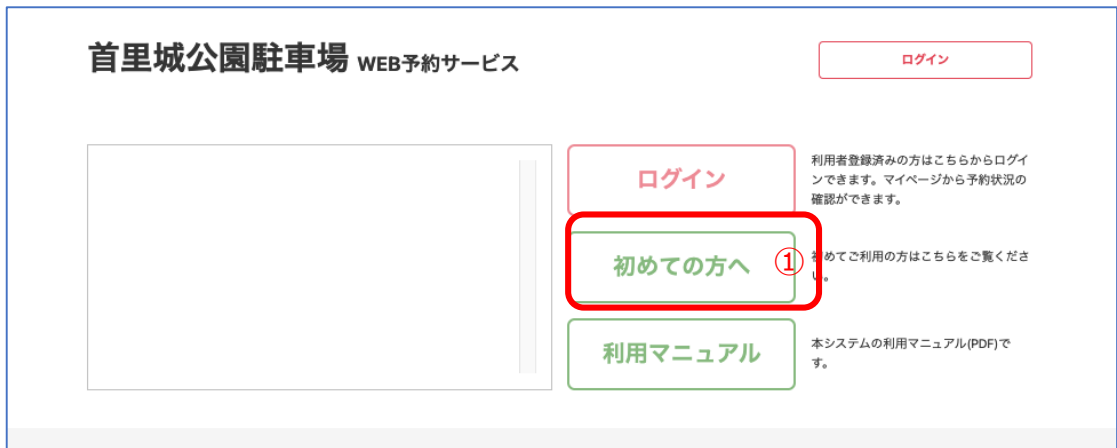 首里城公園駐車場 WEB予約サービス
ログイン
ログイン
利用者登録済みの方はこちらからログイ
ンできます。マイページから予約状況の
確認ができます。
初めての方へ
①
めてご利用の方はこちらをご覧くださ
。
利用マニュアル
本システムの利用マニュアル(PDF)で
す。